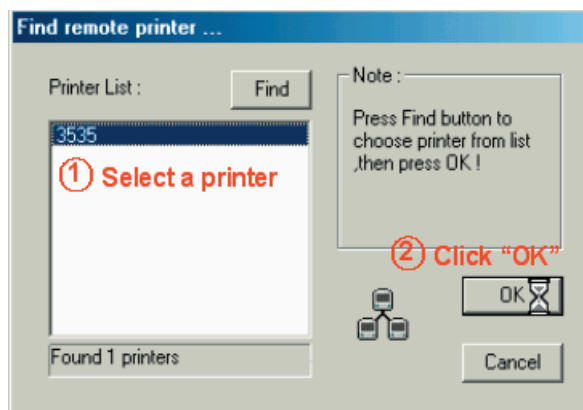 Find remote printer ...
Printer List :
Find
3535
① Select a printer
Found 1 printers
Note :
Press Find button to
choose printer from list
,then press OK !
② Click “OK”
OK
Cancel